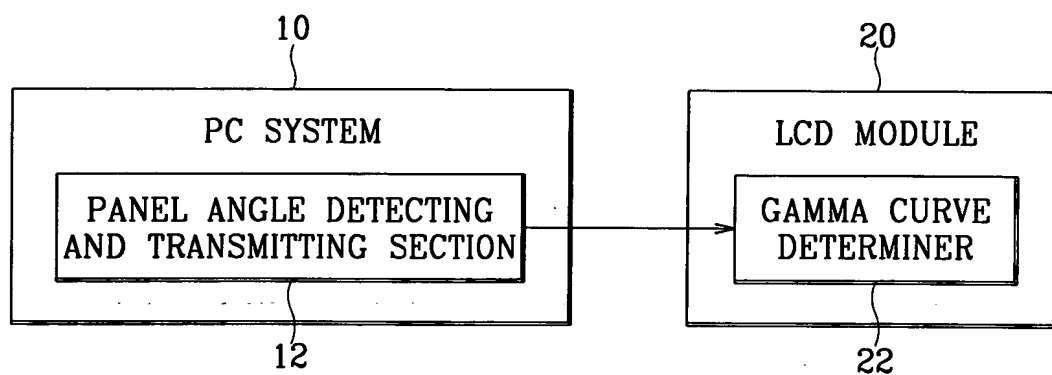 10
20
PC SYSTEM
LCD MODULE
PANEL ANGLE DETECTING
AND TRANSMITTING SECTION
GAMMA CURVE
DETERMINER
12
22